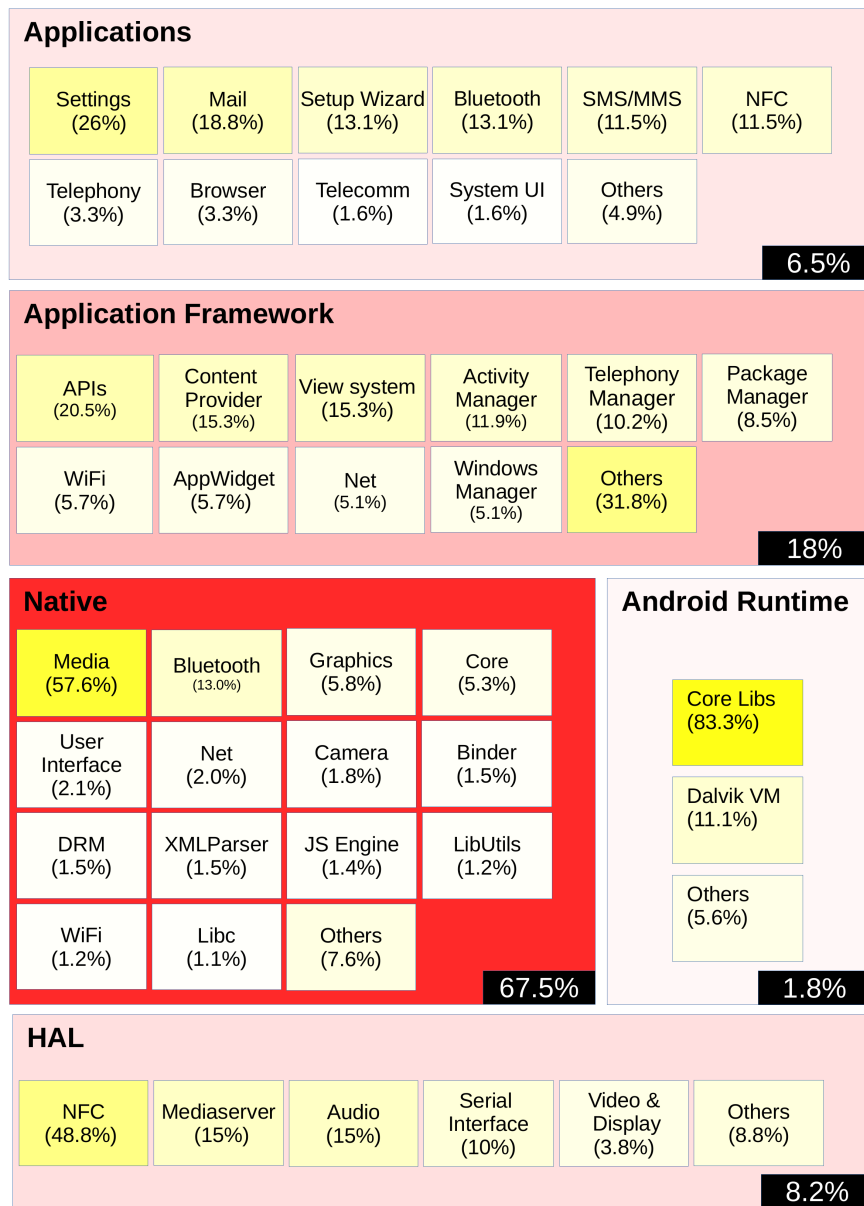 Applications
Settings
(26%)
Mail
(18.8%)
Setup Wizard
(13.1%)
Bluetooth
(13.1%)
SMS/MMS
(11.5%)
NFC
(11.5%)
Telephony
(3.3%)
Browser
(3.3%)
Telecomm
(1.6%)
System UI
(1.6%)
Others
(4.9%)
6.5%
Application Framework
APIs
(20.5%)
Content
Provider
(15.3%)
View system
(15.3%)
Activity
Manager
(11.9%)
Telephony
Manager
(10.2%)
Package
Manager
(8.5%)
WiFi
(5.7%)
AppWidget
(5.7%)
Net
(5.1%)
Windows
Manager
(5.1%)
Others
(31.8%)
18%
Native
Media
(57.6%)
Bluetooth
(13.0%)
Graphics
(5.8%)
Core
(5.3%)
User
Interface
(2.1%)
Net
(2.0%)
Camera
(1.8%)
Binder
(1.5%)
DRM
(1.5%)
XMLParser
(1.5%)
JS Engine
(1.4%)
LibUtils
(1.2%)
WiFi
(1.2%)
Libc
(1.1%)
Others
(7.6%)
67.5%
Android Runtime
Core Libs
(83.3%)
Dalvik VM
(11.1%)
Others
(5.6%)
1.8%
HAL
NFC
(48.8%)
Mediaserver
(15%)
Audio
(15%)
Serial
Interface
(10%)
Video &
Display
(3.8%)
Others
(8.8%)
8.2%